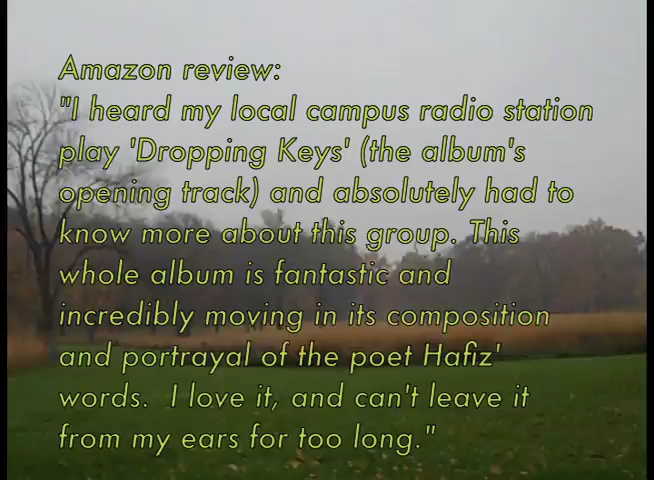 Amazon review:
"I heard my local campus radio station
play 'Dropping Keys' (the album's
opening track) and absolutely had to
know more about this group. This
whole album is fantastic and
incredibly moving in its composition
and portrayal of the poet Hafiz'
words.  I love it, and can't leave it
from my ears for too long."